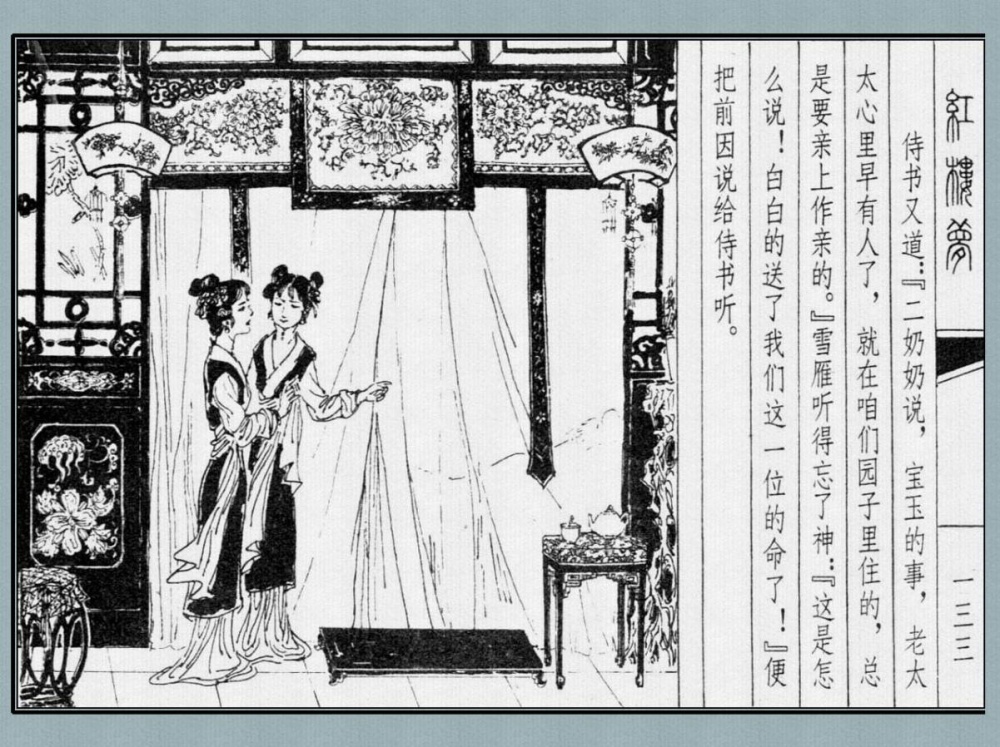 红楼梦
一三三
侍书又道：『二奶奶说，宝玉的事，老太
太心里早有人了，就在咱们园子里住的，总
是要亲上作亲的。』雪雁听得忘了神：『这是怎
么说！白白的送了我们这一位的命了！』便
把前因说给侍书听。